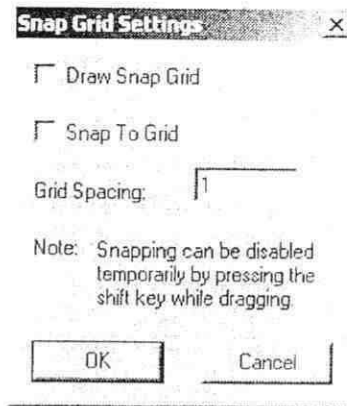 Snap Grid Settings
Draw Snap Grid
Snap To Grid
Grid Spacing: 1
Note: Snapping can be disabled
temporarily by pressing the
shift key while dragging
OK Cancel